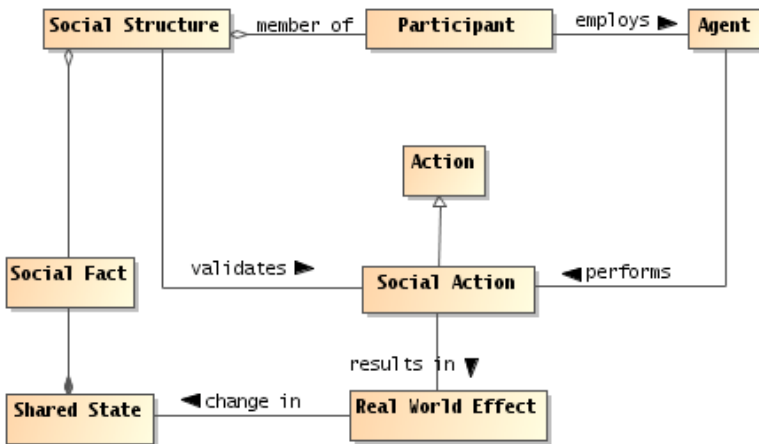 Social Structure
member of
Participant
employs
Agent
Action
Social Fact
validates
Social Action
performs
results in
Shared State
change in
Real World Effect